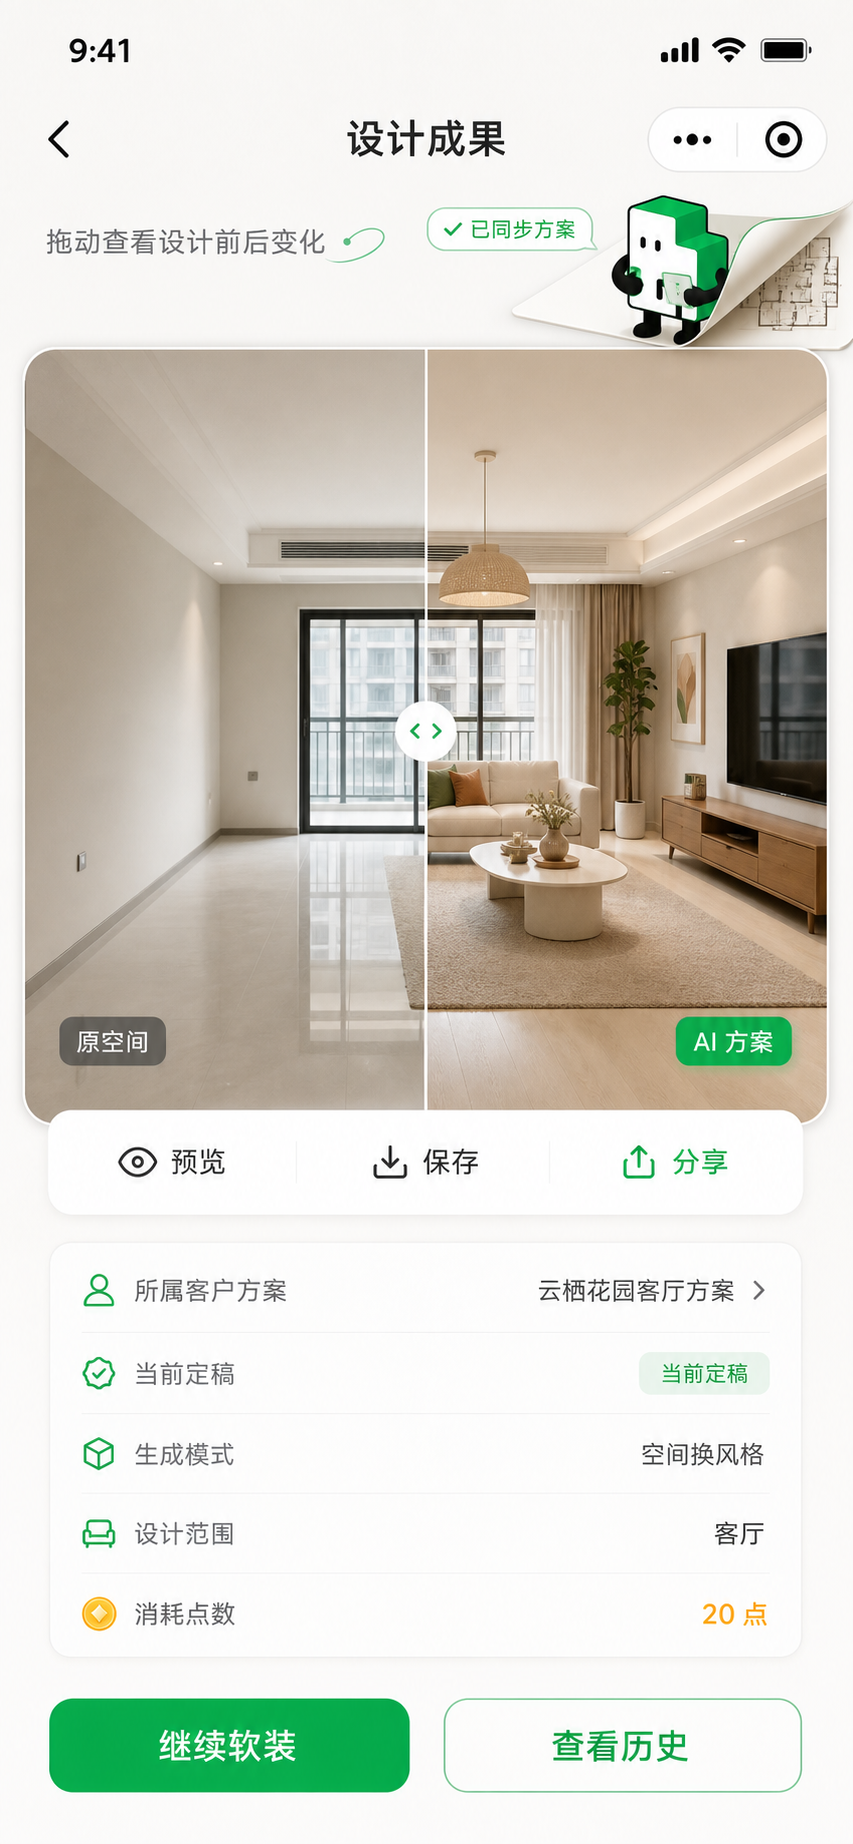 9:41
设计成果
拖动查看设计前后变化
已同步方案
原空间
AI 方案
预览
保存
分享
所属客户方案
云栖花园客厅方案
当前定稿
当前定稿
生成模式
空间换风格
设计范围
客厅
消耗点数
20 点
继续软装
查看历史